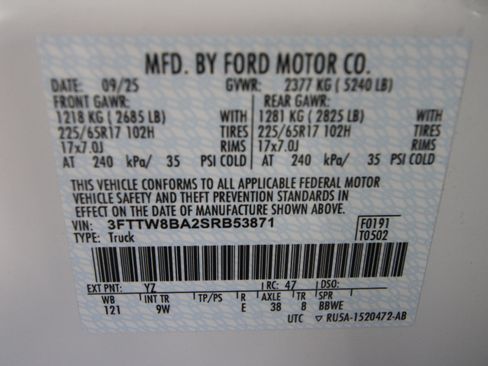 MFD. BY FORD MOTOR CO.
DATE: 09/25 GVWR: 2377 KG ( 5240 LB)
FRONT GAWR: REAR GAWR:
1218 KG ( 2685 LB) WITH 1281 KG ( 2825 LB) WITH
225/65R17 102H TIRES 225/65R17 102H TIRES
17x7.0J RIMS 17x7.0J RIMS
AT 240 kPa/ 35 PSI COLD AT 240 kPa/ 35 PSI COLD
THIS VEHICLE CONFORMS TO ALL APPLICABLE FEDERAL MOTOR
VEHICLE SAFETY AND THEFT PREVENTION STANDARDS IN
EFFECT ON THE DATE OF MANUFACTURE SHOWN ABOVE.
VIN: 3FTTW8BA2SRB53871 F0191
TYPE: Truck T0502
EXT PNT: YZ RC: 47 DSO:
WB INT TR TP/PS R AXLE TR SPR
121 9W E 38 8 BBWE
UTC ▽ RU5A-1520472-AB